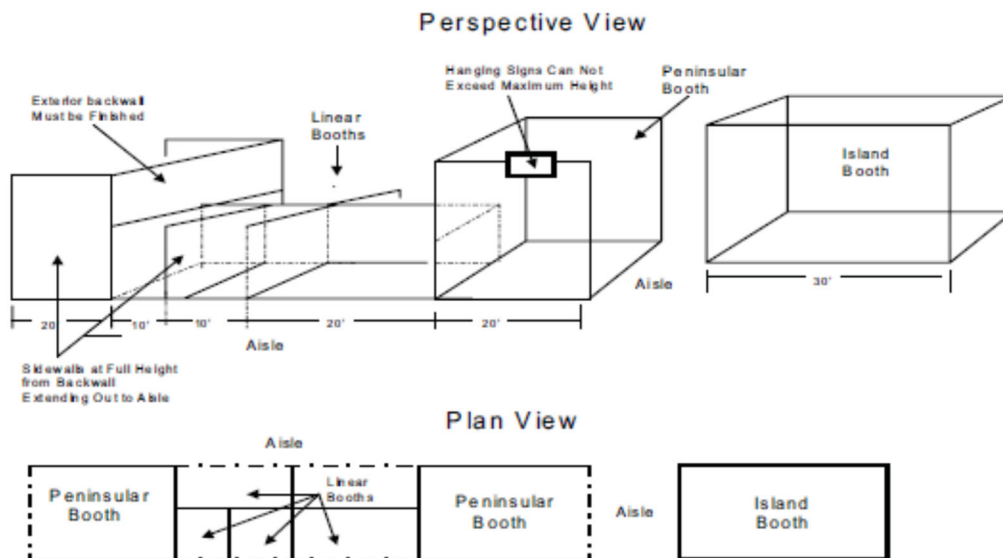 Perspective View
Hanging Signs Can Not
Exceed Maximum Height
Peninsular
Booth
Exterior backwall
Must be Finished
Linear
Booths
Island
Booth
Aisle
30'
20'
10'
10'
20'
20'
Aisle
Sidewalls at Full Height
from Backwall
Extending Out to Aisle
Plan View
Aisle
Peninsular
Booth
Linear
Booths
Peninsular
Booth
Aisle
Island
Booth